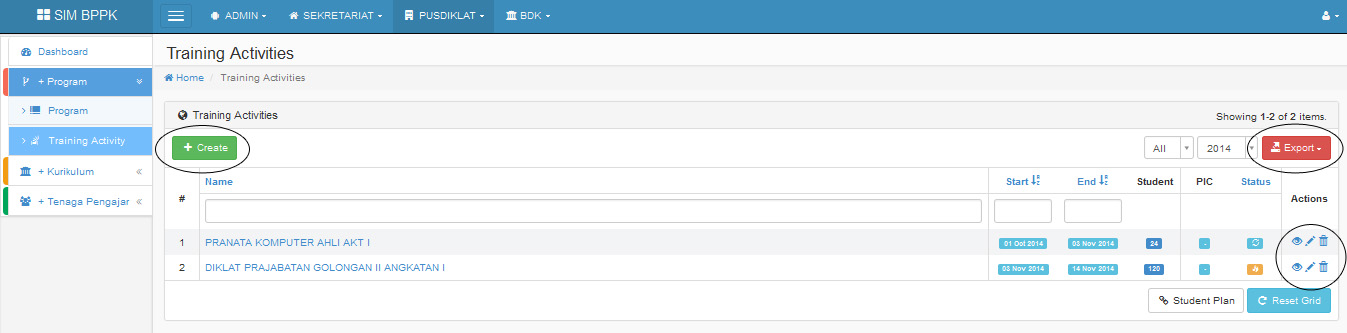 SIM BPPK ADMIN SEKRETARIAT PUSDIKLAT BDK
Dashboard
+ Program
Program
Training Activity
+ Kurikulum
+ Tenaga Pengajar
Training Activities
Home / Training Activities
Training Activities
Showing 1-2 of 2 items.
+ Create All 2014 Export
# Name Start End Student PIC Status Actions
1 PRANATA KOMPUTER AHLI AKT I 01 Oct 2014 03 Nov 2014 24 -
2 DIKLAT PRAJABATAN GOLONGAN II ANGKATAN I 03 Nov 2014 14 Nov 2014 120 -
Student Plan Reset Grid